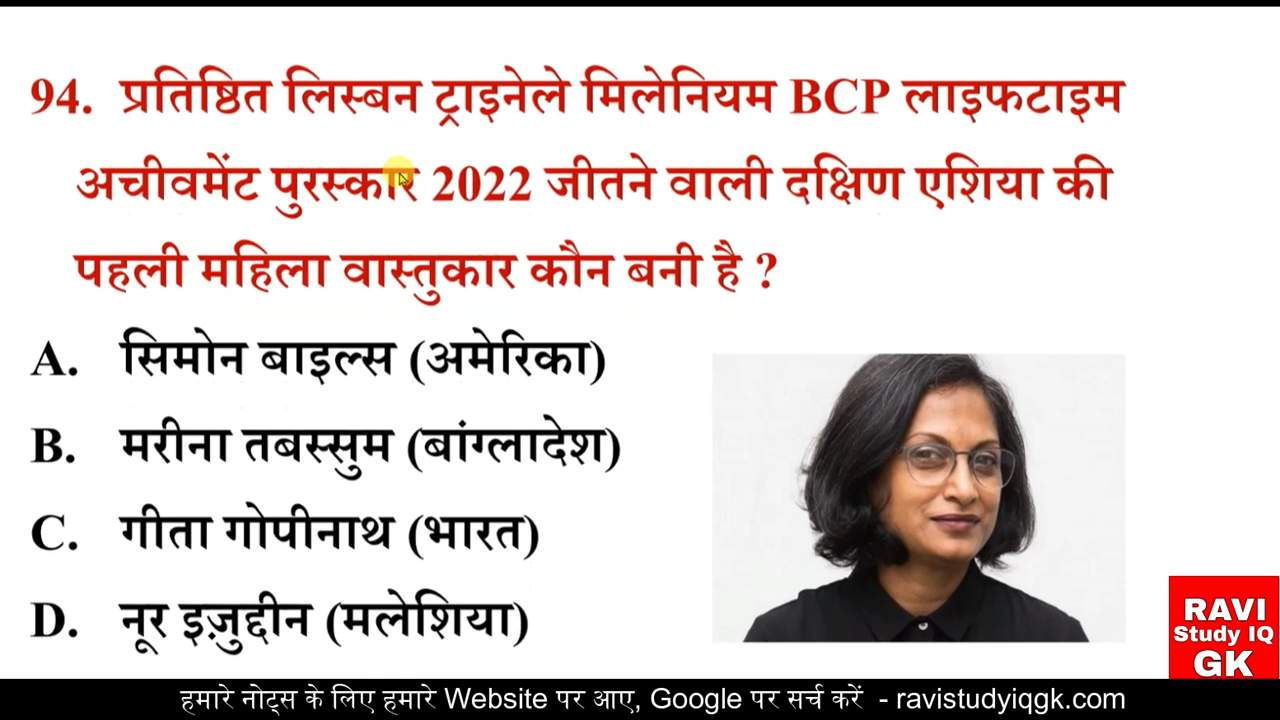 94. प्रतिष्ठित लिस्बन ट्राइनेले मिलेनियम BCP लाइफटाइम
अचीवमेंट पुरस्कार 2022 जीतने वाली दक्षिण एशिया की
पहली महिला वास्तुकार कौन बनी है ?
A. सिमोन बाइल्स (अमेरिका)
B. मरीना तबस्सुम (बांग्लादेश)
C. गीता गोपीनाथ (भारत)
D. नूर इज़ुद्दीन (मलेशिया)
RAVI
Study IQ
GK
हमारे नोट्स के लिए हमारे Website पर आए, Google पर सर्च करें - ravistudyiqgk.com